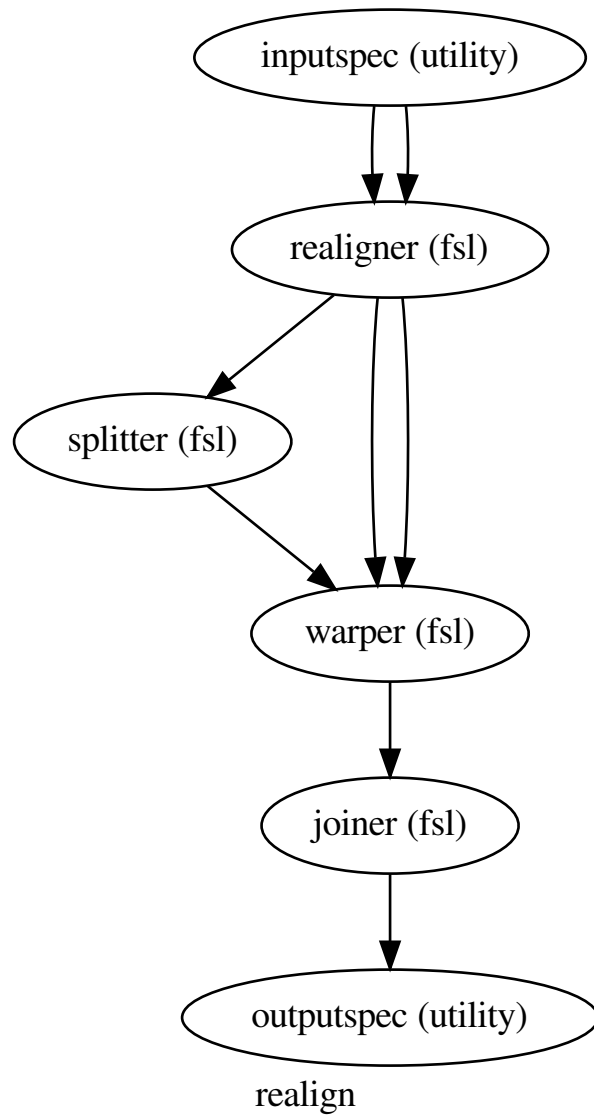 inputspec (utility)
realigner (fsl)
splitter (fsl)
warper (fsl)
joiner (fsl)
outputspec (utility)
realign